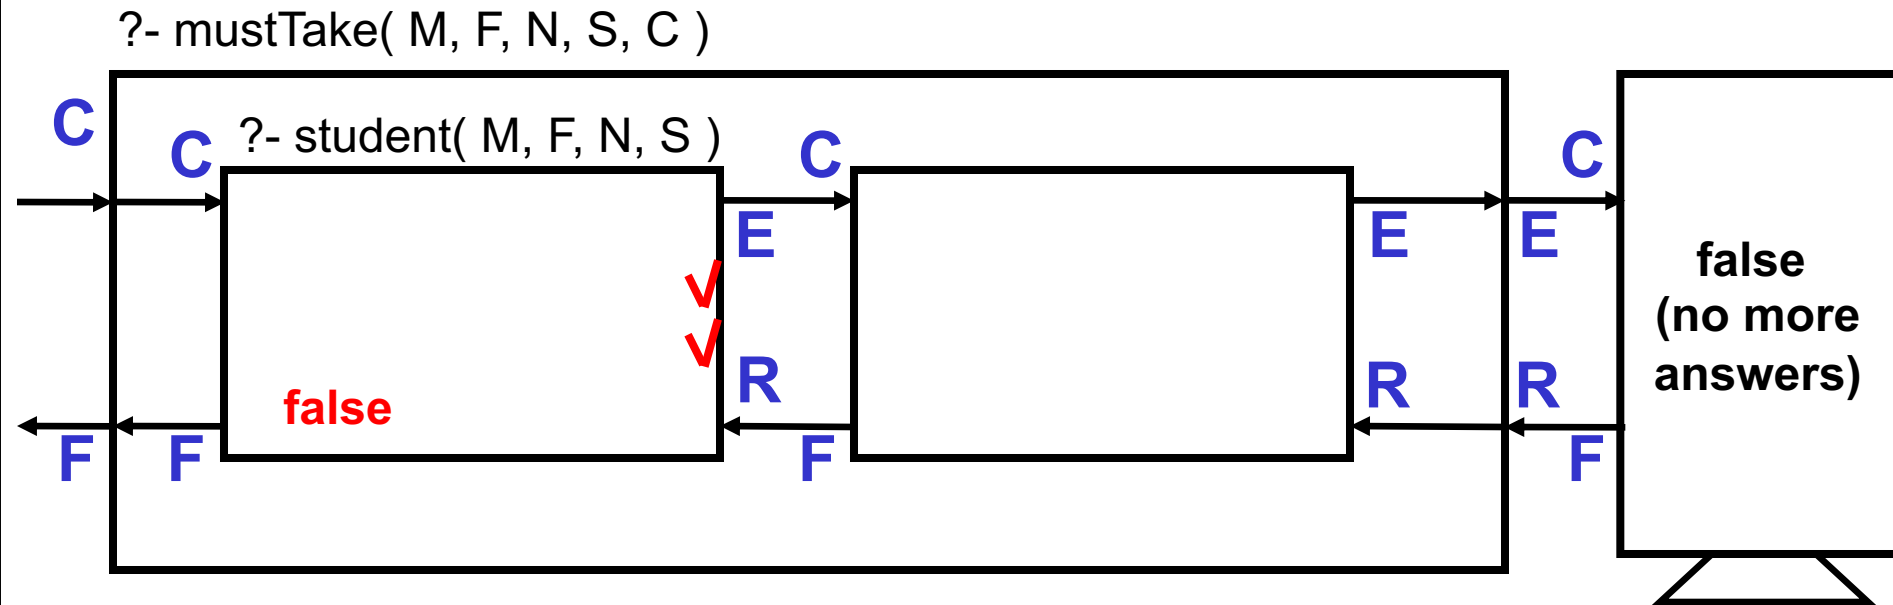 ?- mustTake( M, F, N, S, C )
C
C
?- student( M, F, N, S )
C
C
E
E
E
false
(no more
answers)
R
R
R
false
F
F
F
F